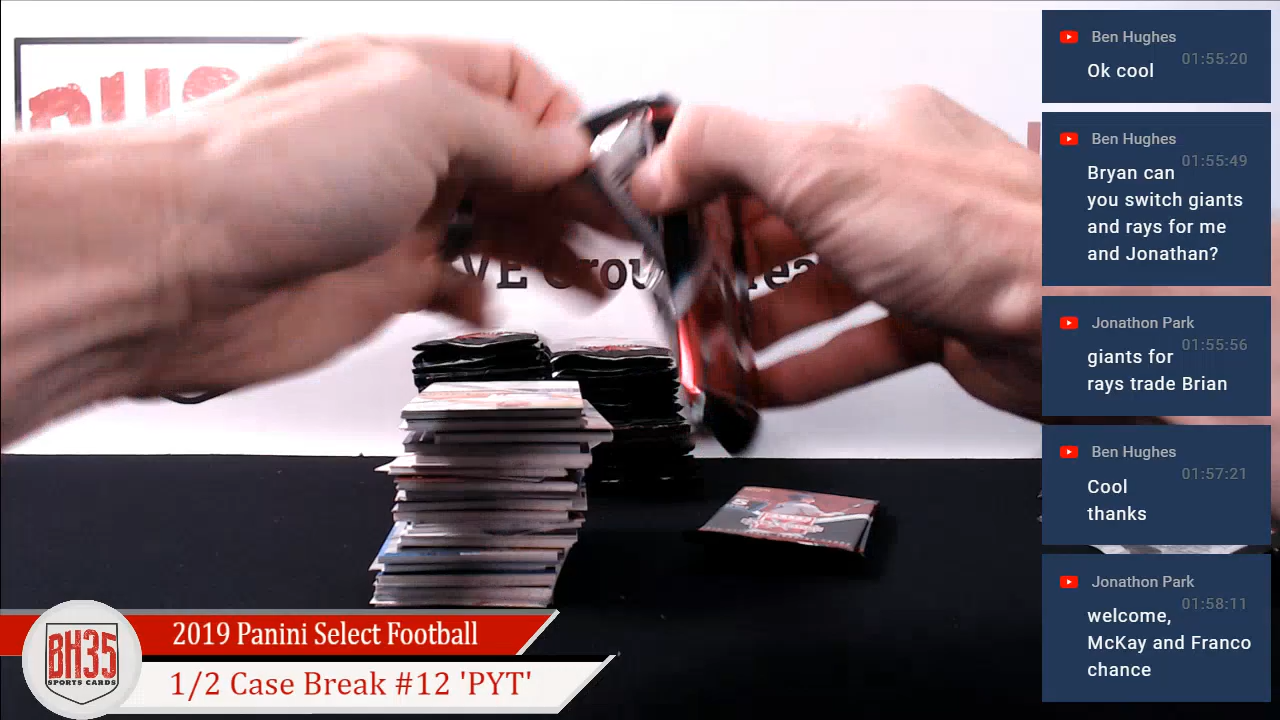 Ben Hughes
01:55:20
Ok cool
Ben Hughes
01:55:49
Bryan can
you switch giants
and rays for me
and Jonathan?
Jonathon Park
01:55:56
giants for
rays trade Brian
Ben Hughes
01:57:21
Cool
thanks
Jonathon Park
01:58:11
welcome,
McKay and Franco
chance
2019 Panini Select Football
1/2 Case Break #12 'PYT'
BH35
SPORTS CARDS